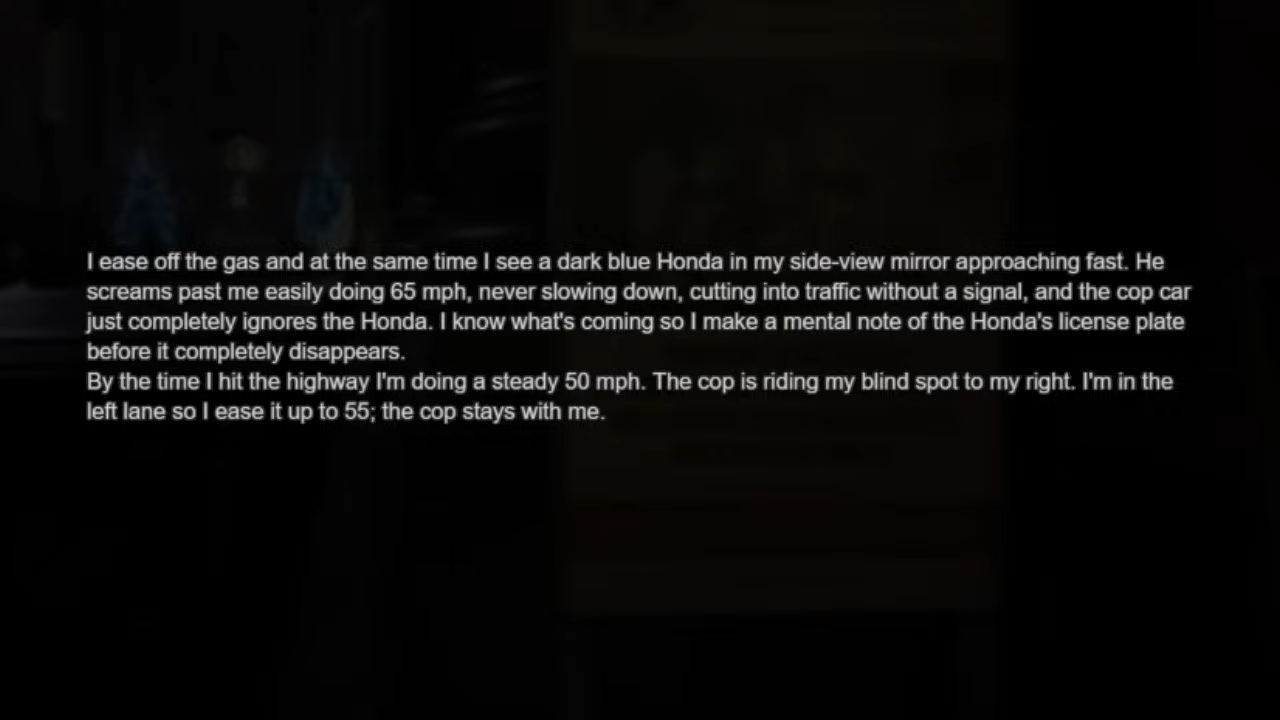 I ease off the gas and at the same time I see a dark blue Honda in my side-view mirror approaching fast. He
screams past me easily doing 65 mph, never slowing down, cutting into traffic without a signal, and the cop car
just completely ignores the Honda. I know what's coming so I make a mental note of the Honda's license plate
before it completely disappears.
By the time I hit the highway I'm doing a steady 50 mph. The cop is riding my blind spot to my right. I'm in the
left lane so I ease it up to 55; the cop stays with me.